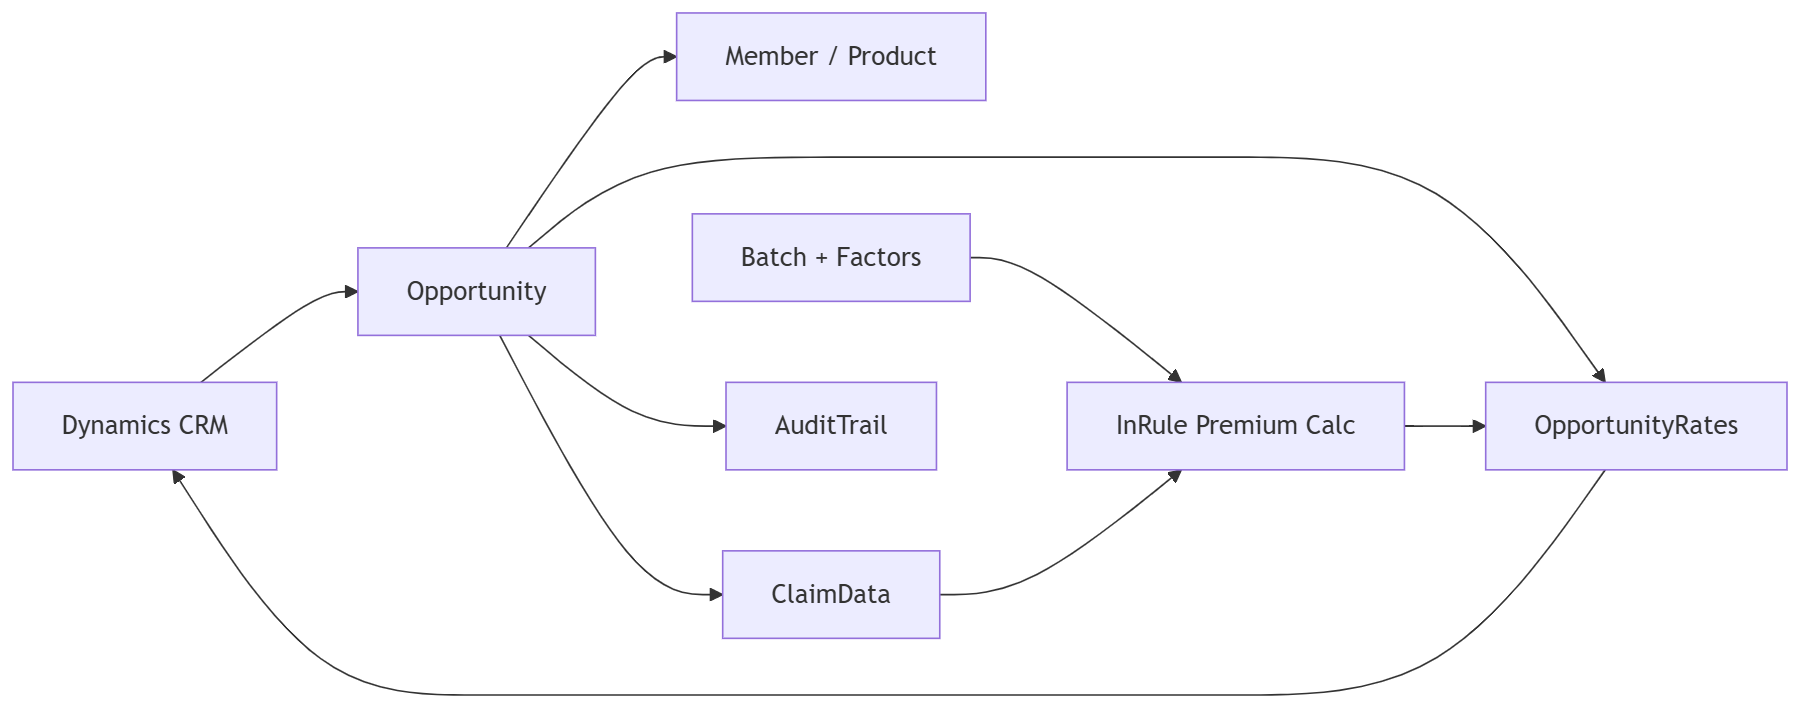 Member / Product
Batch + Factors
Opportunity
Dynamics CRM
AuditTrail
InRule Premium Calc
OpportunityRates
ClaimData